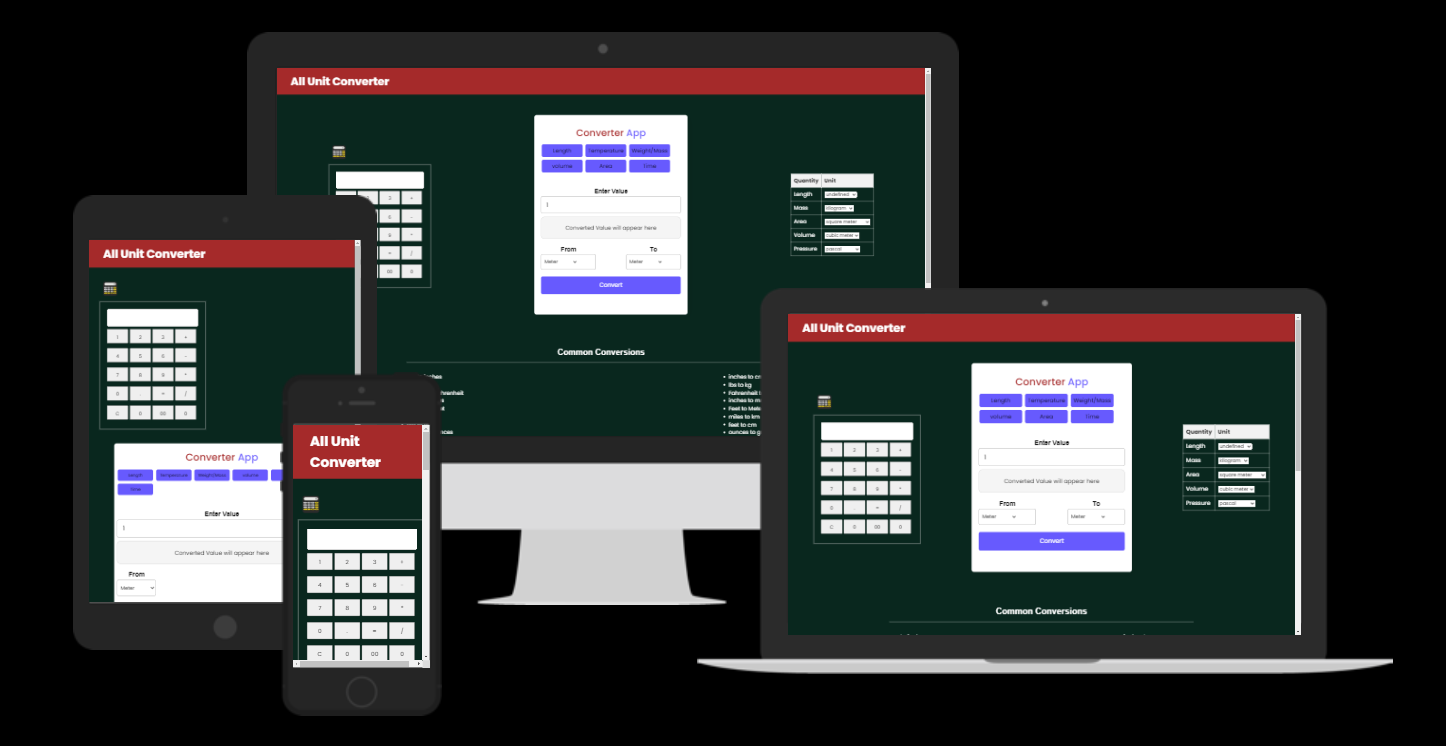 All Unit Converter
Converter App
Length Temperature Weight/Mass
volume Area Time
Enter Value
1
Converted Value will appear here
From To
Meter Meter
Convert
3 +
6 -
9 *
= /
00 0
Quantity Unit
Length undefined
Mass kilogram
Area square meter
Volume cubic meter
Pressure pascal
Common Conversions
inches to
lbs to kg
Fahrenheit
inches to
Feet to
miles to km
feet to cm
ounces to
All Unit Converter
1 2 3 +
4 5 6 -
7 8 9 *
0 . = /
C 0 00 0
Converter App
Length Temperature Weight/Mass volume
Time
Enter Value
1
Converted Value will appear here
From
Meter
All Unit
Converter
1 2 3 +
4 5 6 -
7 8 9 *
0 . = /
C 0 00 0
All Unit Converter
1 2 3 +
4 5 6 -
7 8 9 *
0 . = /
C 0 00 0
Converter App
Length Temperature Weight/Mass
volume Area Time
Enter Value
1
Converted Value will appear here
From To
Meter Meter
Convert
Quantity Unit
Length undefined
Mass kilogram
Area square meter
Volume cubic meter
Pressure pascal
Common Conversions